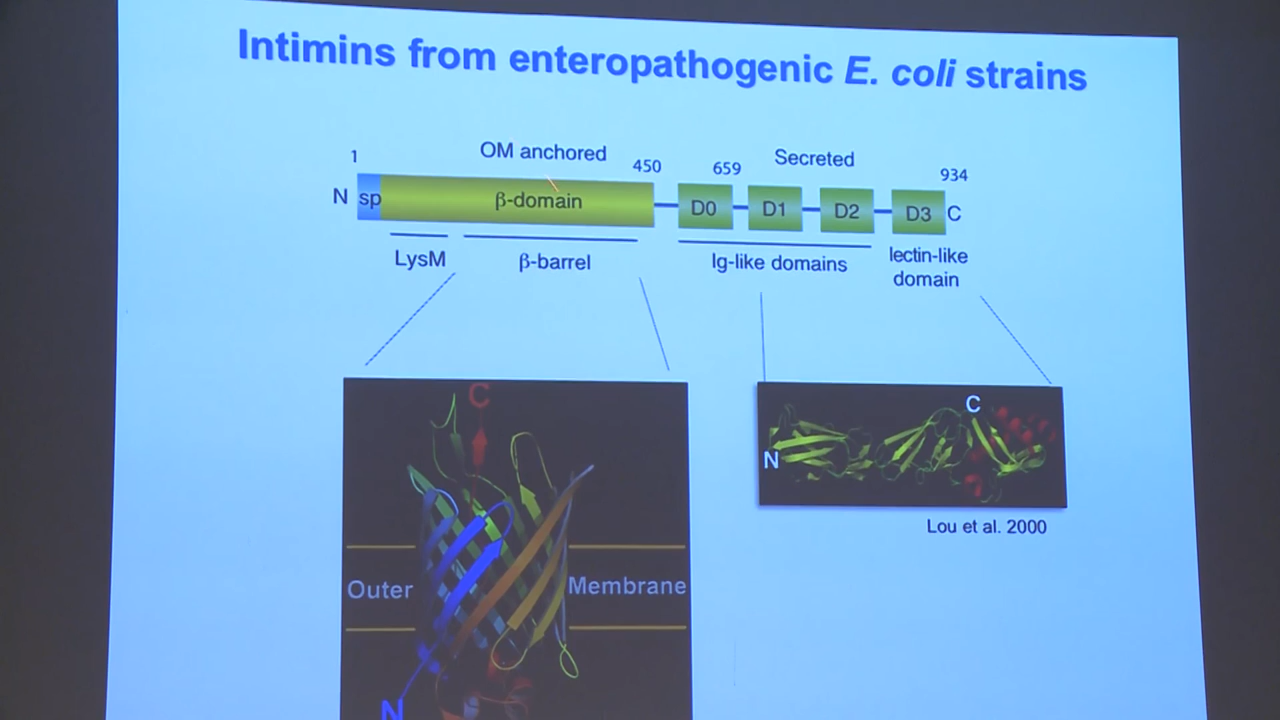 Intimins from enteropathogenic E. coli strains
1
OM anchored
450
659
Secreted
934
N
sp
β-domain
D0
D1
D2
D3
C
LysM
β-barrel
Ig-like domains
lectin-like
domain
C
Outer
Membrane
N
N
C
Lou et al. 2000